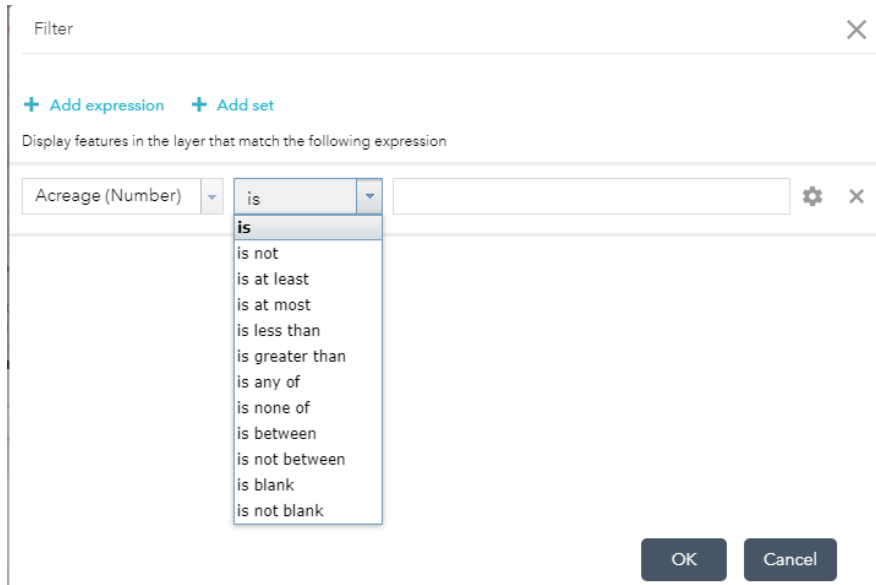 Filter
+ Add expression + Add set
Display features in the layer that match the following expression
Acreage (Number) is
is
is not
is at least
is at most
is less than
is greater than
is any of
is none of
is between
is not between
is blank
is not blank
OK Cancel